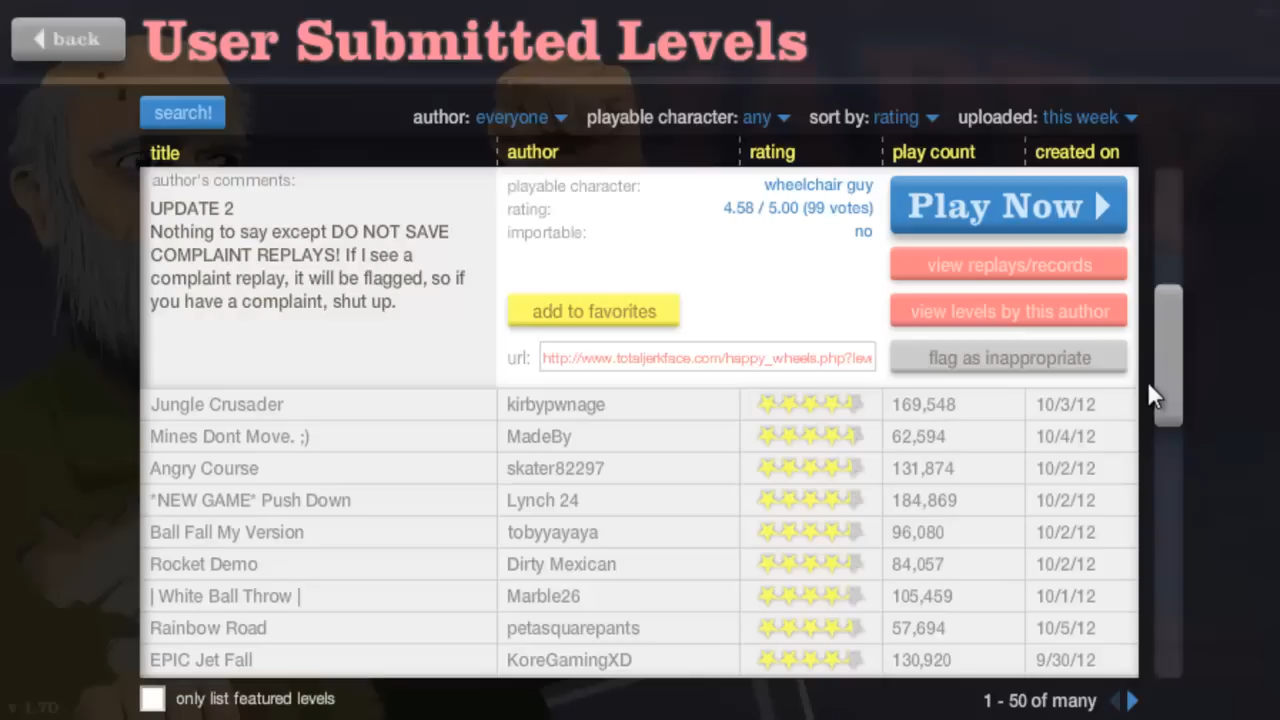 back
User Submitted Levels
search!
author: everyone playable character: any sort by: rating uploaded: this week
title author rating play count created on
author's comments:
UPDATE 2
Nothing to say except DO NOT SAVE
COMPLAINT REPLAYS! If I see a
complaint replay, it will be flagged, so if
you have a complaint, shut up.
playable character: wheelchair guy
rating: 4.58 / 5.00 (99 votes)
importable: no
add to favorites
url: http://www.totaljerkface.com/happy_wheels.php?leve
Play Now
view replays/records
view levels by this author
flag as inappropriate
Jungle Crusader kirbypwnage 169,548 10/3/12
Mines Dont Move. ;) MadeBy 62,594 10/4/12
Angry Course skater82297 131,874 10/2/12
*NEW GAME* Push Down Lynch 24 184,869 10/2/12
Ball Fall My Version tobyyayaya 96,080 10/2/12
Rocket Demo Dirty Mexican 84,057 10/2/12
| White Ball Throw | Marble26 105,459 10/1/12
Rainbow Road petasquarepants 57,694 10/5/12
EPIC Jet Fall KoreGamingXD 130,920 9/30/12
only list featured levels
1 - 50 of many
v 1.70